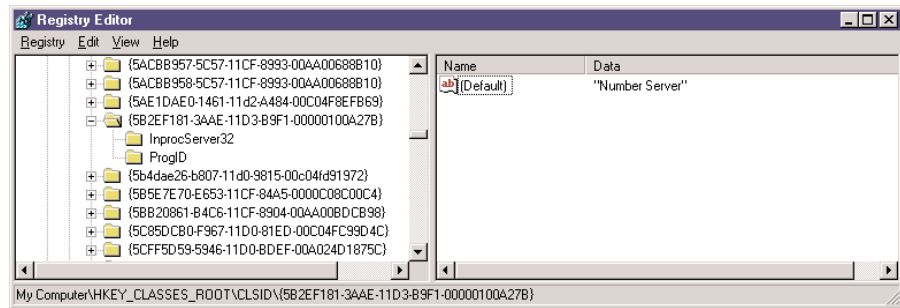 Registry Editor
Registry Edit View Help
{5ACBB957-5C57-11CF-8993-00AA00688B10}
{5ACBB958-5C57-11CF-8993-00AA00688B10}
{5AE1DAE0-1461-11d2-A484-00C04F8EFB69}
{5B2EF181-3AAE-11D3-B9F1-00000100A27B}
InprocServer32
ProgID
{5b4dae26-b807-11d0-9815-00c04fd91972}
{5B5E7E70-E653-11CF-84A5-0000C08C00C4}
{5BB20861-B4C6-11CF-8904-00AA00BDCB98}
{5C85DCB0-F967-11D0-81ED-00C04FC99D4C}
{5CFF5D59-5946-11D0-BDEF-00A024D1875C}
Name Data
ab (Default) "Number Server"
My Computer\HKEY_CLASSES_ROOT\CLSID\{5B2EF181-3AAE-11D3-B9F1-00000100A27B}